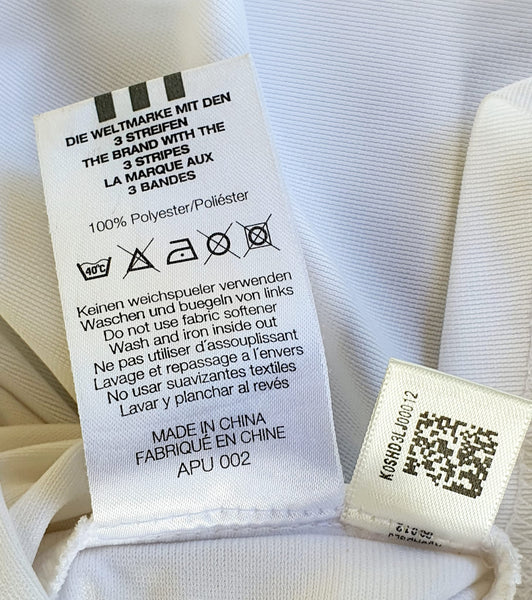 DIE WELTMARKE MIT DEN
3 STREIFEN
THE BRAND WITH THE
3 STRIPES
LA MARQUE AUX
3 BANDES
100% Polyester/Poliéster
40°C
Keinen weichspueler verwenden
Waschen und buegeln von links
Do not use fabric softener
Wash and iron inside out
Ne pas utiliser d'assouplissant
Lavage et repassage a l'envers
No usar suavizantes textiles
Lavar y planchar al revés
MADE IN CHINA
FABRIQUÉ EN CHINE
APU 002
K0SHD3LJ00012